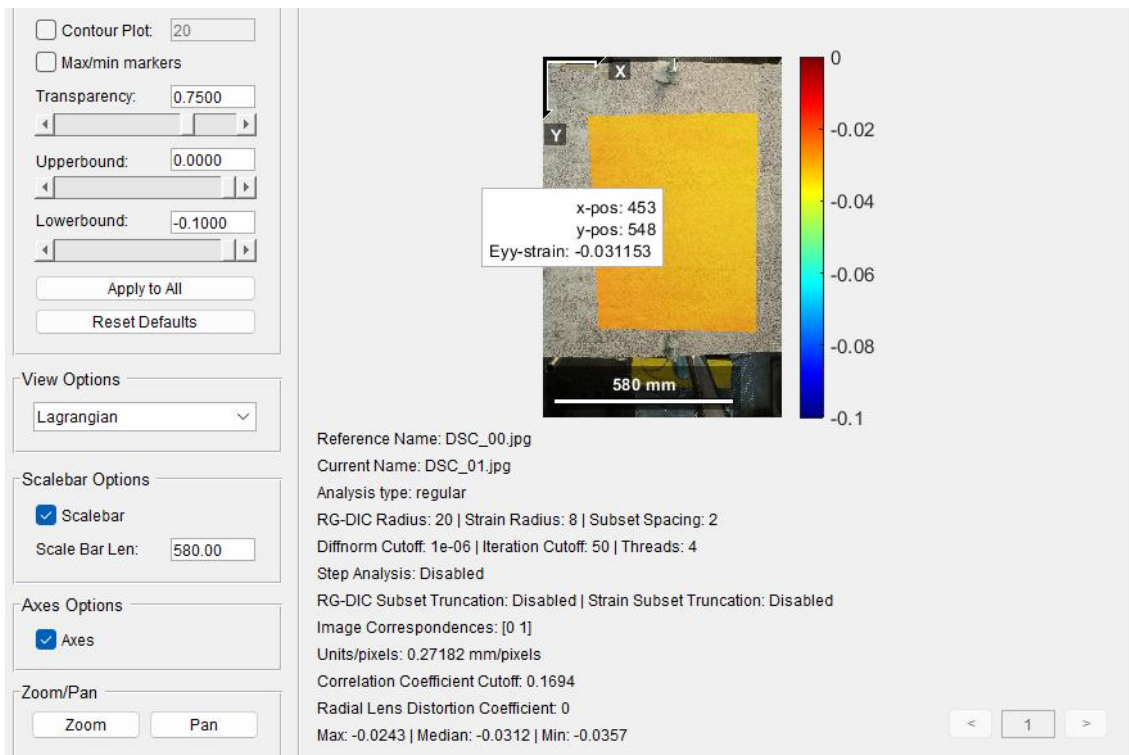 Contour Plot: 20
Max/min markers
Transparency: 0.7500
Upperbound: 0.0000
Lowerbound: -0.1000
Apply to All
Reset Defaults
View Options
Lagrangian
Scalebar Options
Scalebar
Scale Bar Len: 580.00
Axes Options
Axes
Zoom/Pan
Zoom Pan
X
Y
x-pos: 453
y-pos: 548
Eyy-strain: -0.031153
580 mm
0
-0.02
-0.04
-0.06
-0.08
-0.1
Reference Name: DSC_00.jpg
Current Name: DSC_01.jpg
Analysis type: regular
RG-DIC Radius: 20 | Strain Radius: 8 | Subset Spacing: 2
Diffnorm Cutoff: 1e-06 | Iteration Cutoff: 50 | Threads: 4
Step Analysis: Disabled
RG-DIC Subset Truncation: Disabled | Strain Subset Truncation: Disabled
Image Correspondences: [0 1]
Units/pixels: 0.27182 mm/pixels
Correlation Coefficient Cutoff: 0.1694
Radial Lens Distortion Coefficient: 0
Max: -0.0243 | Median: -0.0312 | Min: -0.0357
< 1 >